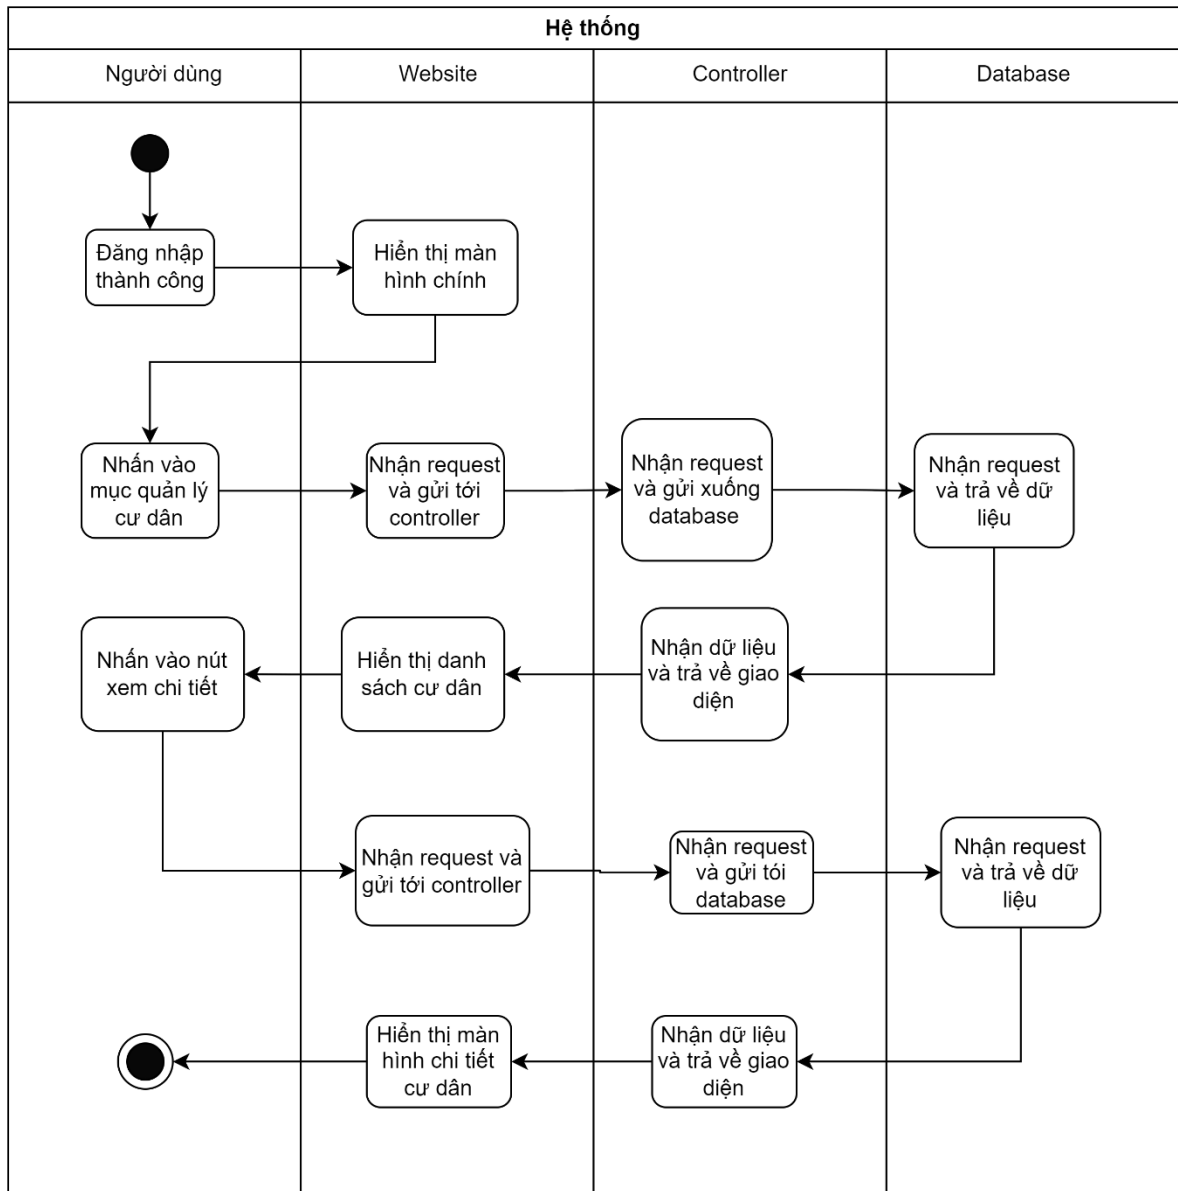 Hệ thống
Người dùng
Website
Controller
Database
Đăng nhập
thành công
Hiển thị màn
hình chính
Nhấn vào
mục quản lý
cư dân
Nhận request
và gửi tới
controller
Nhận request
và gửi xuống
database
Nhận request
và trả về dữ
liệu
Nhấn vào nút
xem chi tiết
Hiển thị danh
sách cư dân
Nhận dữ liệu
và trả về giao
diện
Nhận request và
gửi tới controller
Nhận request
và gửi tói
database
Nhận request
và trả về dữ
liệu
Hiển thị màn
hình chi tiết
cư dân
Nhận dữ liệu
và trả về giao
diện